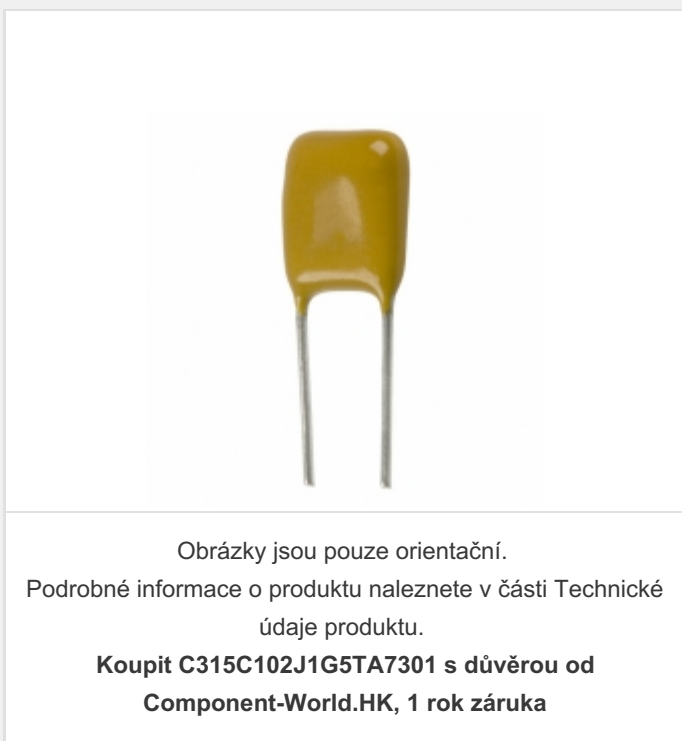 Obrázky jsou pouze orientační.
Podrobné informace o produktu naleznete v části Technické
údaje produktu.
Koupit C315C102J1G5TA7301 s důvěrou od
Component-World.HK, 1 rok záruka